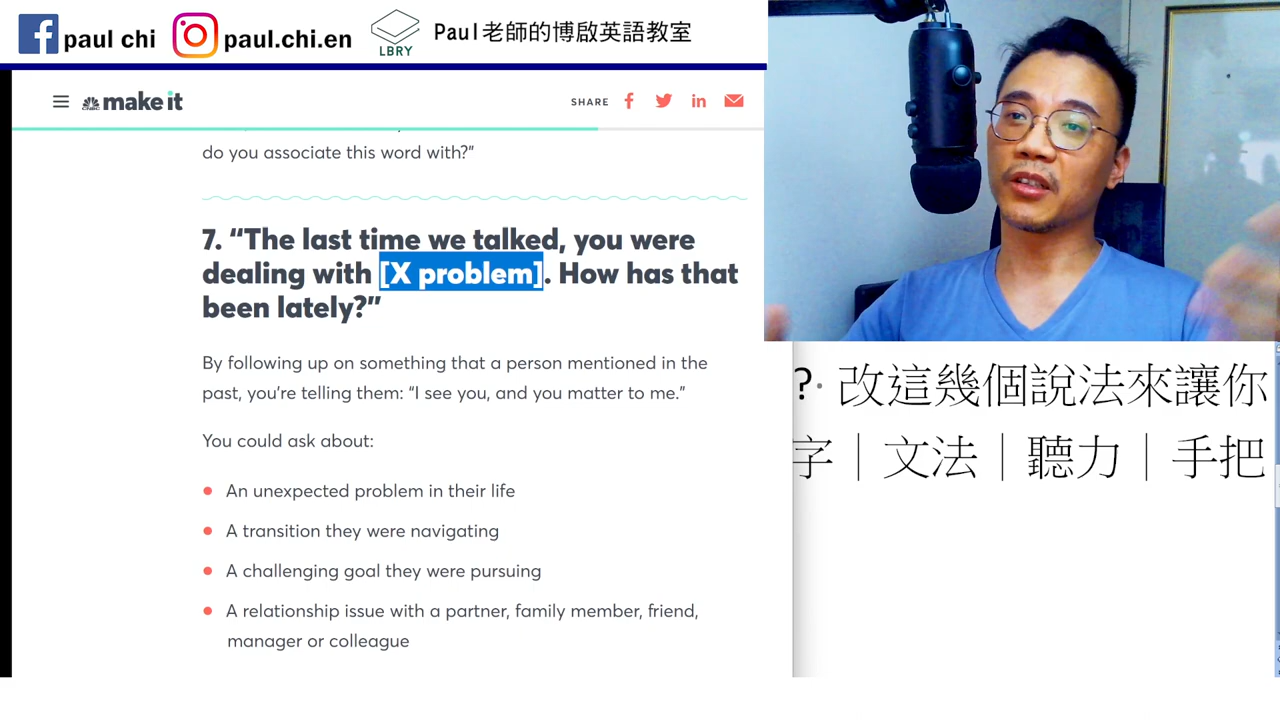 paul chi
paul.chi.en
LBRY
Paul老師的博啟英語教室
make it
SHARE
do you associate this word with?”
7. “The last time we talked, you were
dealing with [X problem]. How has that
been lately?”
By following up on something that a person mentioned in the
past, you’re telling them: “I see you, and you matter to me.”
You could ask about:
An unexpected problem in their life
A transition they were navigating
A challenging goal they were pursuing
A relationship issue with a partner, family member, friend,
manager or colleague
?· 改這幾個說法來讓你
字｜文法｜聽力｜手把